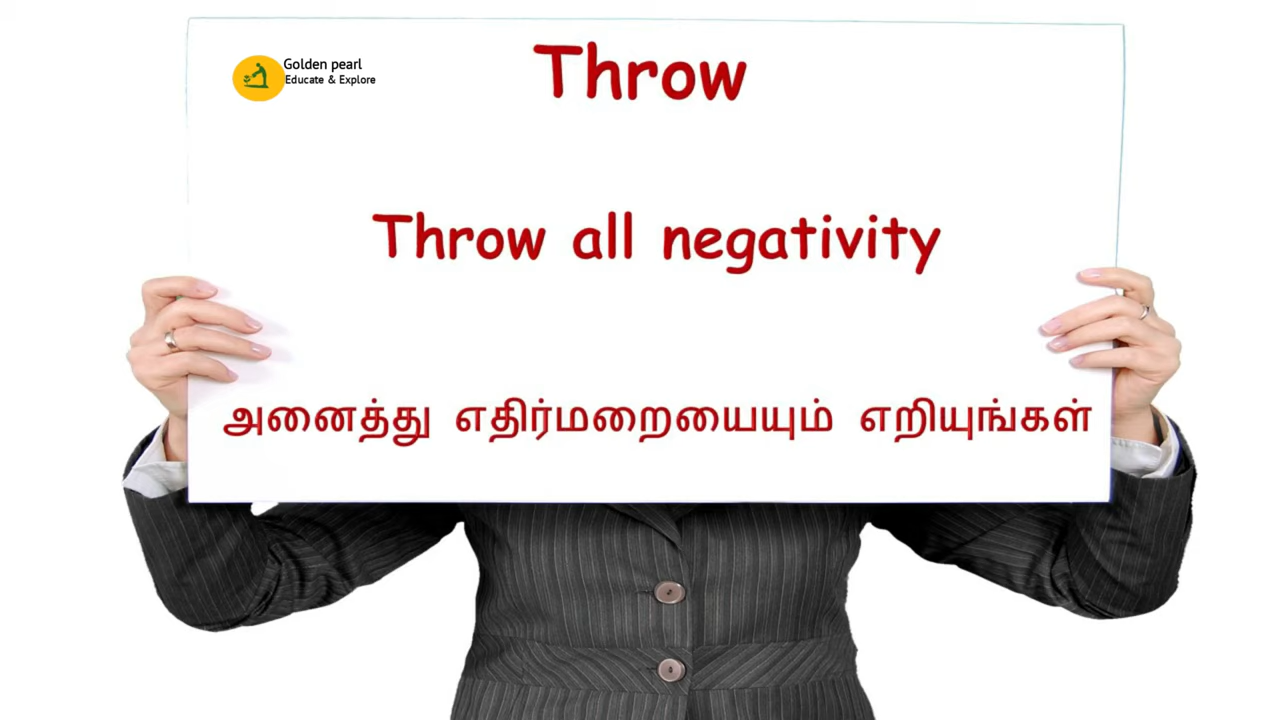 Golden pearl
Educate & Explore
Throw
Throw all negativity
அனைத்து எதிர்மறையையும் எறியுங்கள்